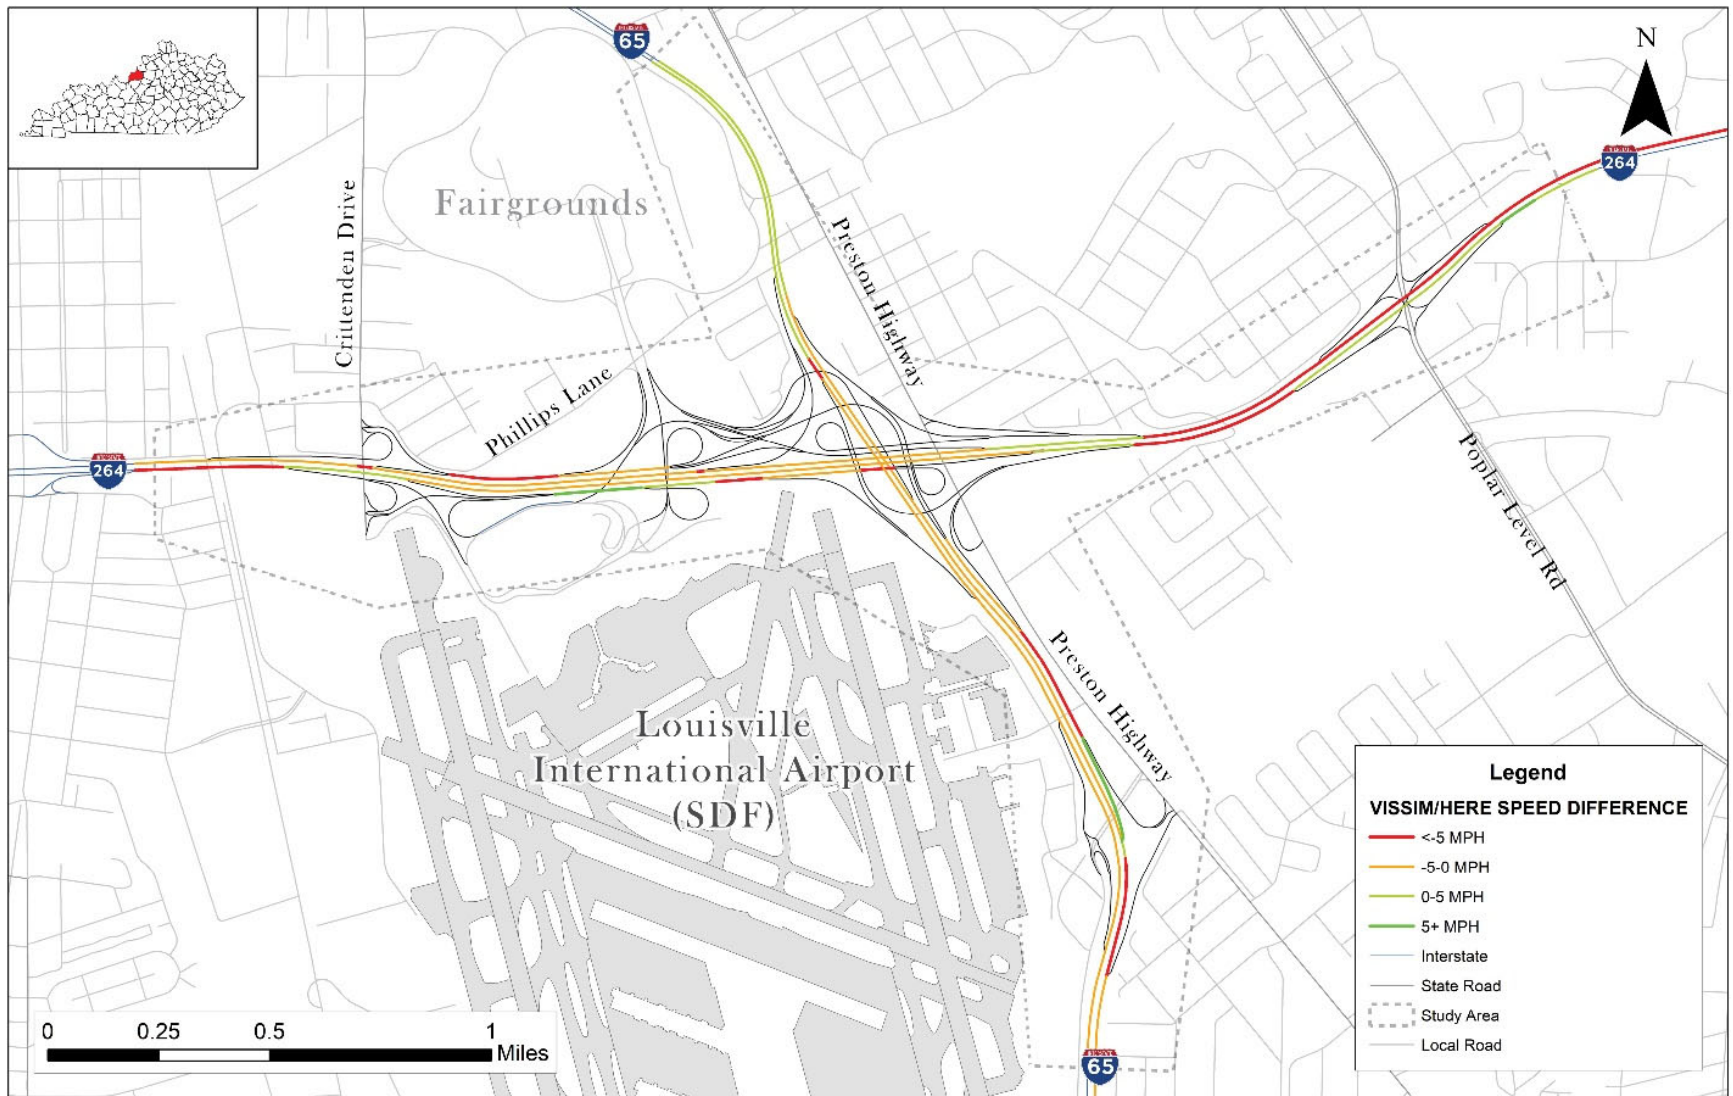 65
N
264
Fairgrounds
Crittenden Drive
Preston Highway
Phillips Lane
264
Poplar Level Rd
Preston Highway
Louisville
International Airport
(SDF)
Legend
VISSIM/HERE SPEED DIFFERENCE
<-5 MPH
-5-0 MPH
0-5 MPH
5+ MPH
Interstate
State Road
Study Area
Local Road
0 0.25 0.5 1
Miles
65